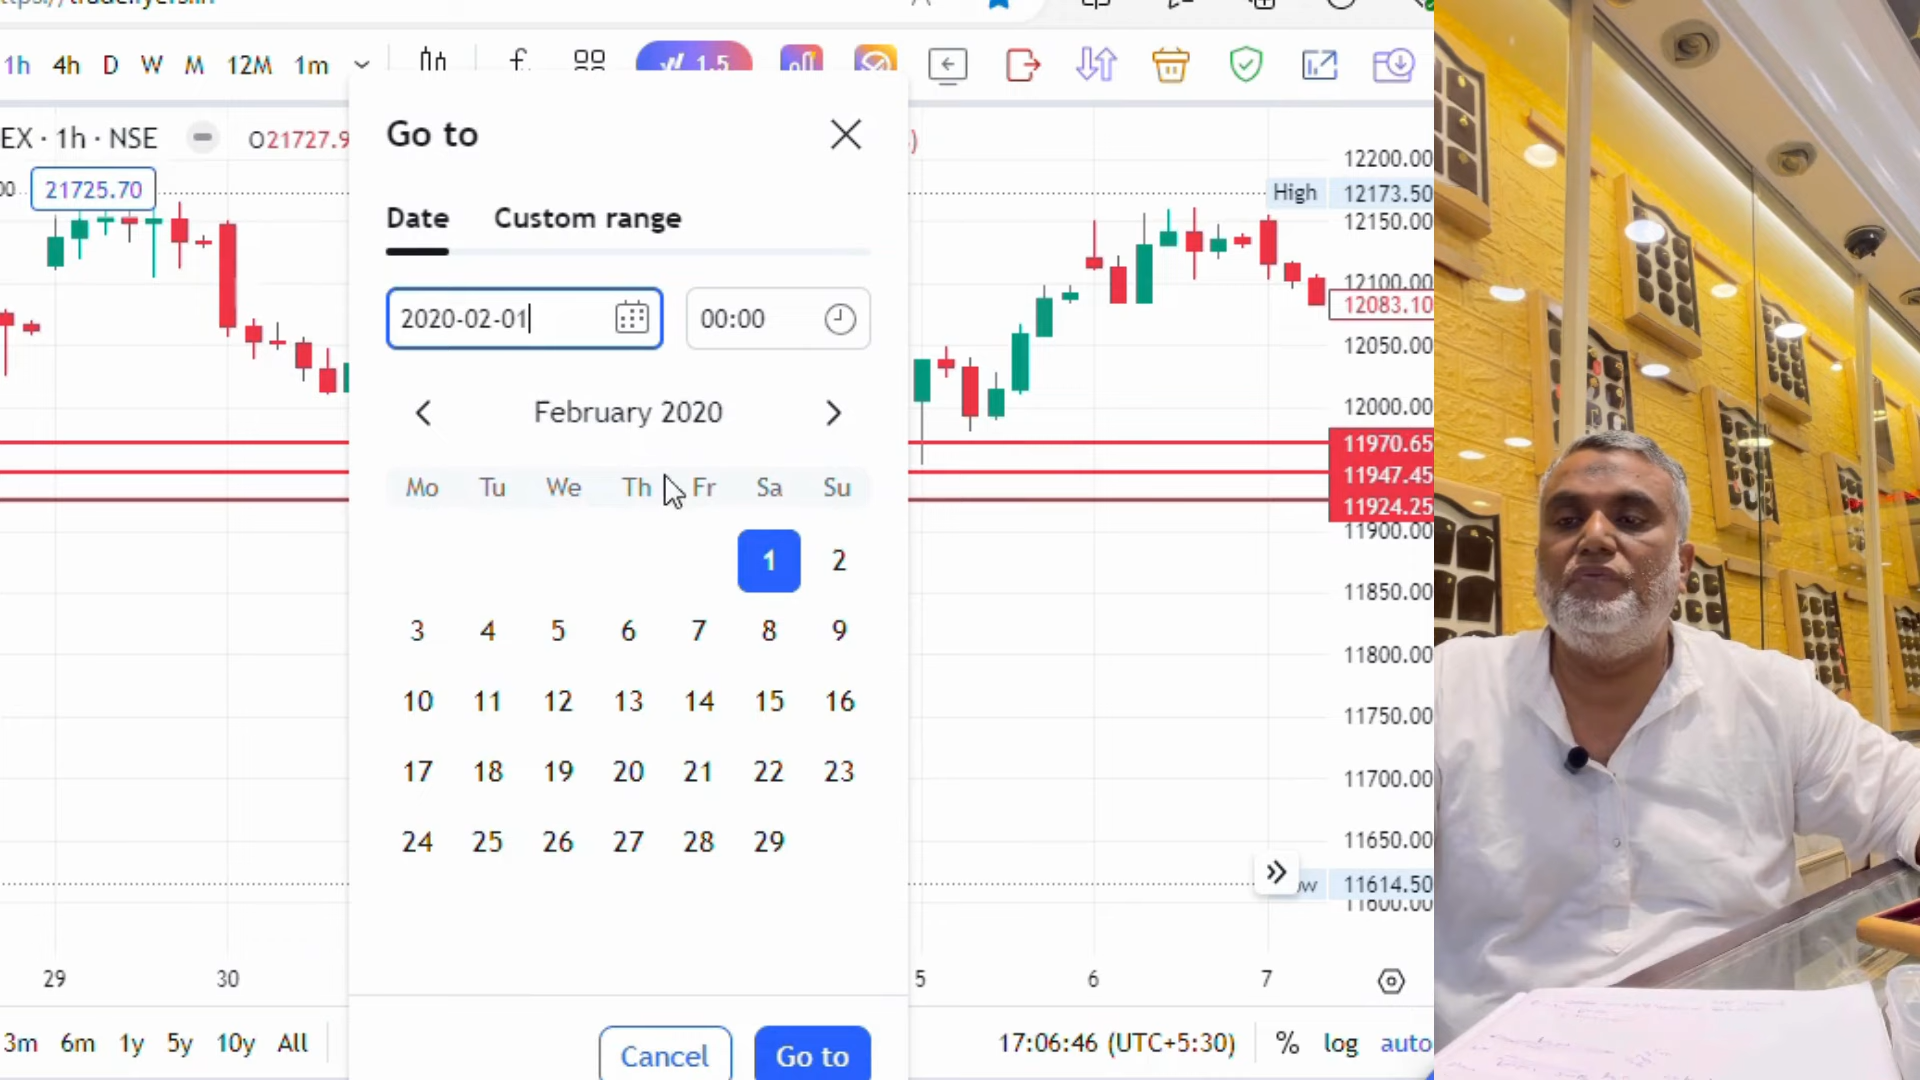 1h 4h D W M 12M 1m
1.5
EX · 1h · NSE
O21727.9
21725.70
Go to
Date Custom range
2020-02-01 00:00
February 2020
Mo Tu We Th Fr Sa Su
1 2
3 4 5 6 7 8 9
10 11 12 13 14 15 16
17 18 19 20 21 22 23
24 25 26 27 28 29
Cancel Go to
12200.00
High 12173.50
12150.00
12100.00
12083.10
12050.00
12000.00
11970.65
11947.45
11924.25
11900.00
11850.00
11800.00
11750.00
11700.00
11650.00
11614.50
11600.00
29 30 5 6 7
3m 6m 1y 5y 10y All
17:06:46 (UTC+5:30) % log auto